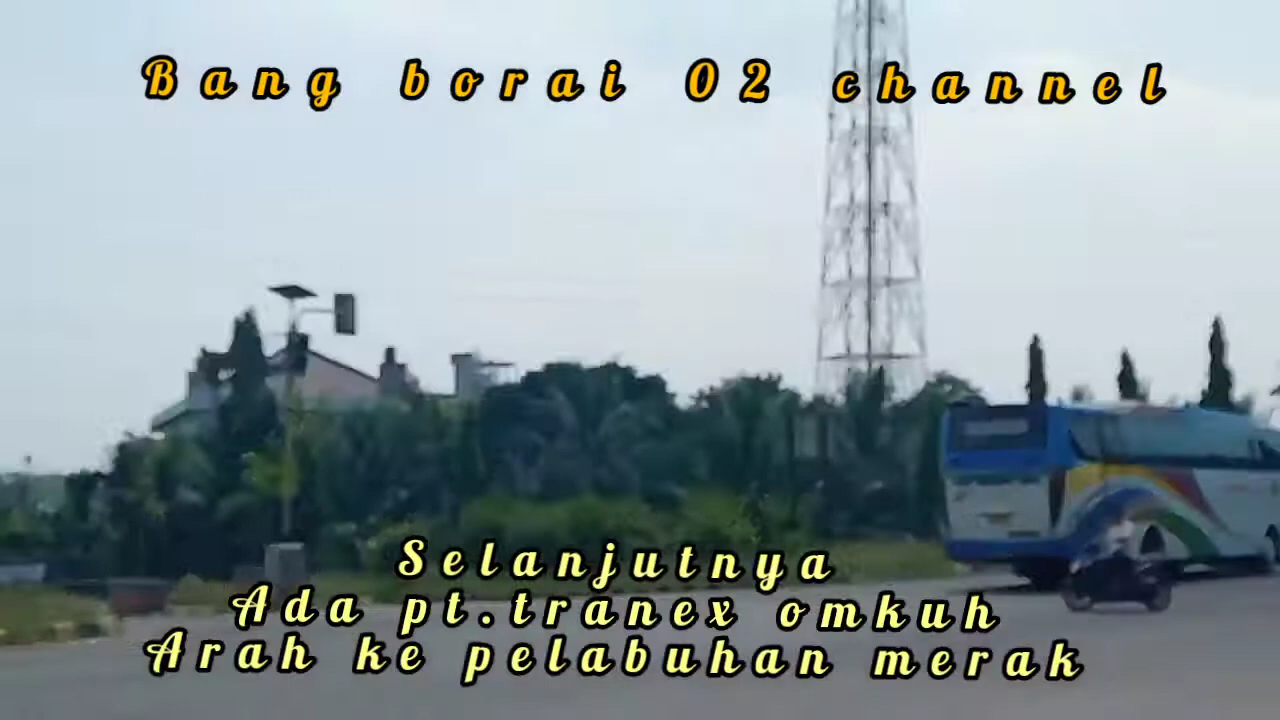 Bang borai 02 channel
Selanjutnya
Ada pt.tranex omkuh
Arah ke pelabuhan merak